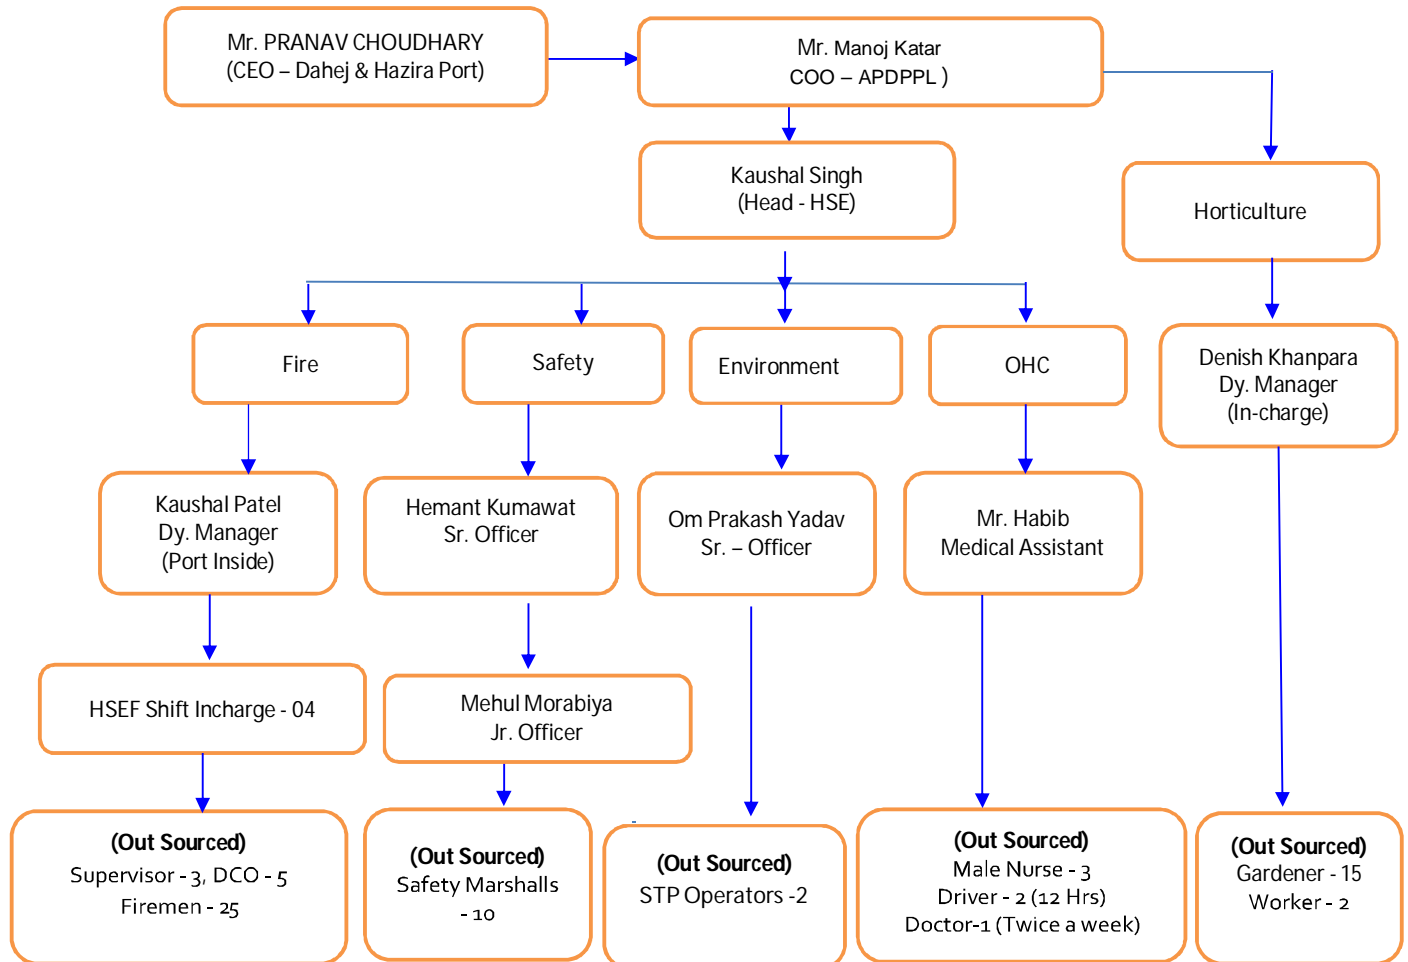 Mr. PRANAV CHOUDHARY
(CEO – Dahej & Hazira Port)
Mr. Manoj Katar
COO – APDPPL )
Kaushal Singh
(Head - HSE)
Horticulture
Fire
Safety
Environment
OHC
Denish Khanpara
Dy. Manager
(In-charge)
Kaushal Patel
Dy. Manager
(Port Inside)
Hemant Kumawat
Sr. Officer
Om Prakash Yadav
Sr. – Officer
Mr. Habib
Medical Assistant
HSEF Shift Incharge - 04
Mehul Morabiya
Jr. Officer
(Out Sourced)
Supervisor - 3, DCO - 5
Firemen - 25
(Out Sourced)
Safety Marshalls
- 10
(Out Sourced)
STP Operators -2
(Out Sourced)
Male Nurse - 3
Driver - 2 (12 Hrs)
Doctor-1 (Twice a week)
(Out Sourced)
Gardener - 15
Worker - 2